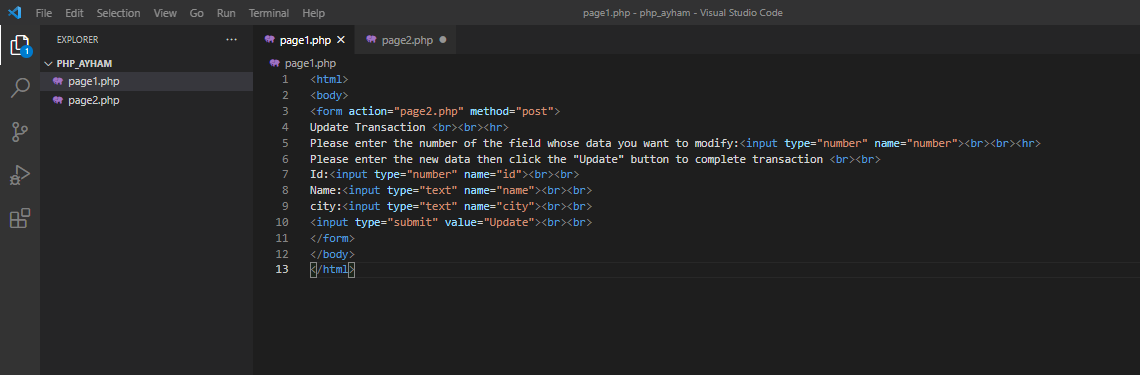 File Edit Selection View Go Run Terminal Help page1.php - php_ayham - Visual Studio Code
EXPLORER ···
page1.php × page2.php ●
PHP_AYHAM
page1.php
page2.php
1
page1.php
1 <html>
2 <body>
3 <form action="page2.php" method="post">
4 Update Transaction <br><br><hr>
5 Please enter the number of the field whose data you want to modify:<input type="number" name="number"><br><br><hr>
6 Please enter the new data then click the "Update" button to complete transaction <br><br>
7 Id:<input type="number" name="id"><br><br>
8 Name:<input type="text" name="name"><br><br>
9 city:<input type="text" name="city"><br><br>
10 <input type="submit" value="Update"><br><br>
11 </form>
12 </body>
13 </html>